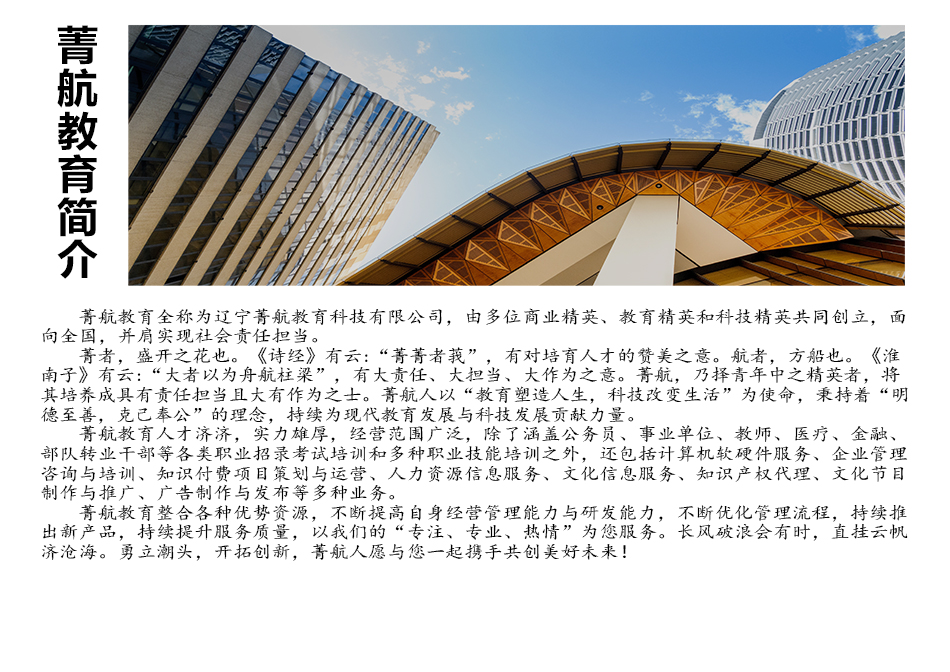 菁航教育简介
菁航教育全称为辽宁菁航教育科技有限公司，由多位商业精英、教育精英和科技精英共同创立，面
向全国，并肩实现社会责任担当。
菁者，盛开之花也。《诗经》有云：“菁菁者莪”，有对培育人才的赞美之意。航者，方船也。《淮
南子》有云：“大者以为舟航柱梁”，有大责任、大担当、大作为之意。菁航，乃择青年中之精英者，将
其培养成具有责任担当且大有作为之士。菁航人以“教育塑造人生，科技改变生活”为使命，秉持着“明
德至善，克己奉公”的理念，持续为现代教育发展与科技发展贡献力量。
菁航教育人才济济，实力雄厚，经营范围广泛，除了涵盖公务员、事业单位、教师、医疗、金融、
部队转业干部等各类职业招录考试培训和多种职业技能培训之外，还包括计算机软硬件服务、企业管理
咨询与培训、知识付费项目策划与运营、人力资源信息服务、文化信息服务、知识产权代理、文化节目
制作与推广、广告制作与发布等多种业务。
菁航教育整合各种优势资源，不断提高自身经营管理能力与研发能力，不断优化管理流程，持续推
出新产品，持续提升服务质量，以我们的“专注、专业、热情”为您服务。长风破浪会有时，直挂云帆
济沧海。勇立潮头，开拓创新，菁航人愿与您一起携手共创美好未来！